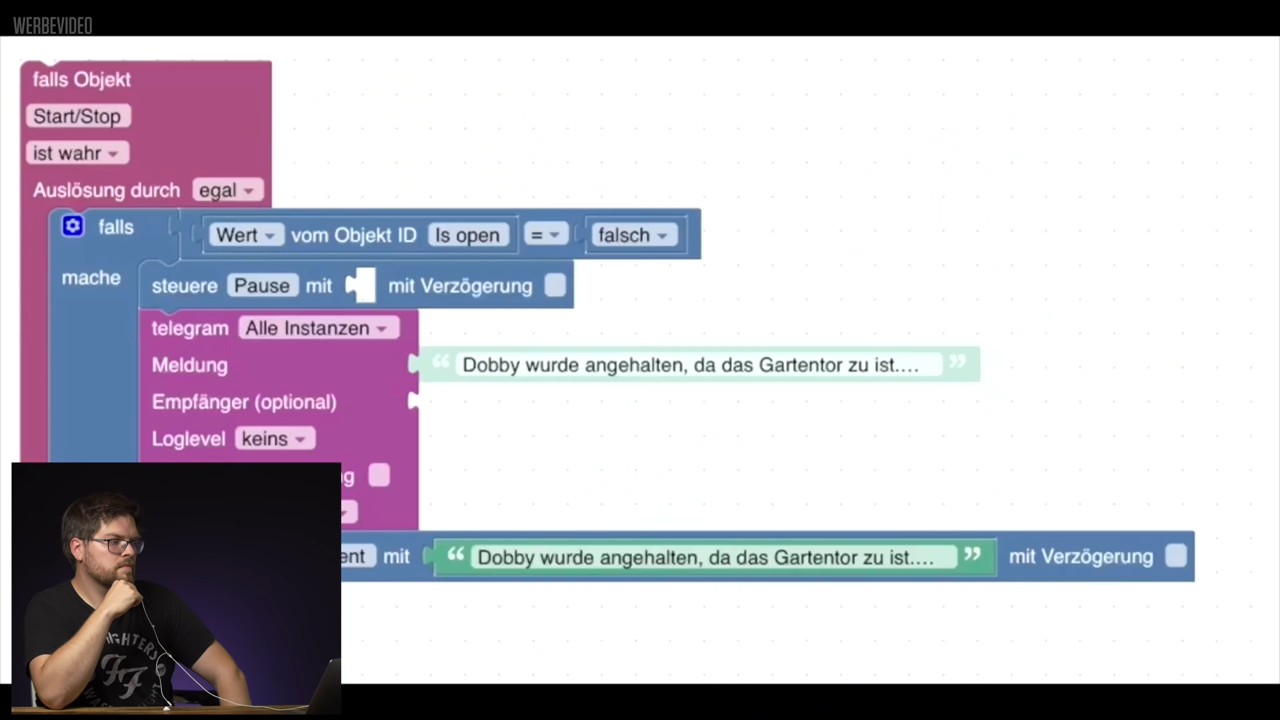 WERBEVIDEO
falls Objekt
Start/Stop
ist wahr
Auslösung durch egal
falls Wert vom Objekt ID Is open = falsch
mache
steuere Pause mit mit Verzögerung
telegram Alle Instanzen
Meldung “ Dobby wurde angehalten, da das Gartentor zu ist.... ”
Empfänger (optional)
Loglevel keins
g
ent mit “ Dobby wurde angehalten, da das Gartentor zu ist.... ” mit Verzögerung
FF